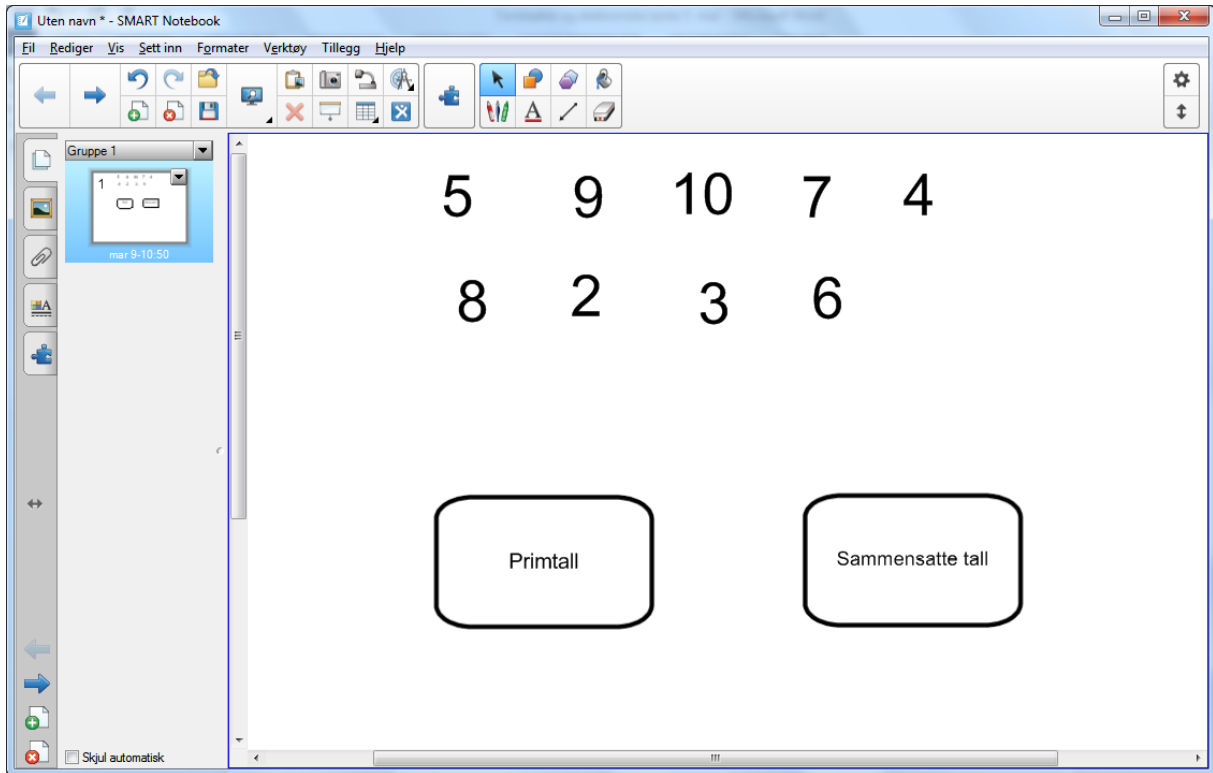 Uten navn * - SMART Notebook
Fil Rediger Vis Sett inn Formater Verktøy Tillegg Hjelp
Gruppe 1
1
mar 9-10:50
5 9 10 7 4
8 2 3 6
Primtall
Sammensatte tall
Skjul automatisk